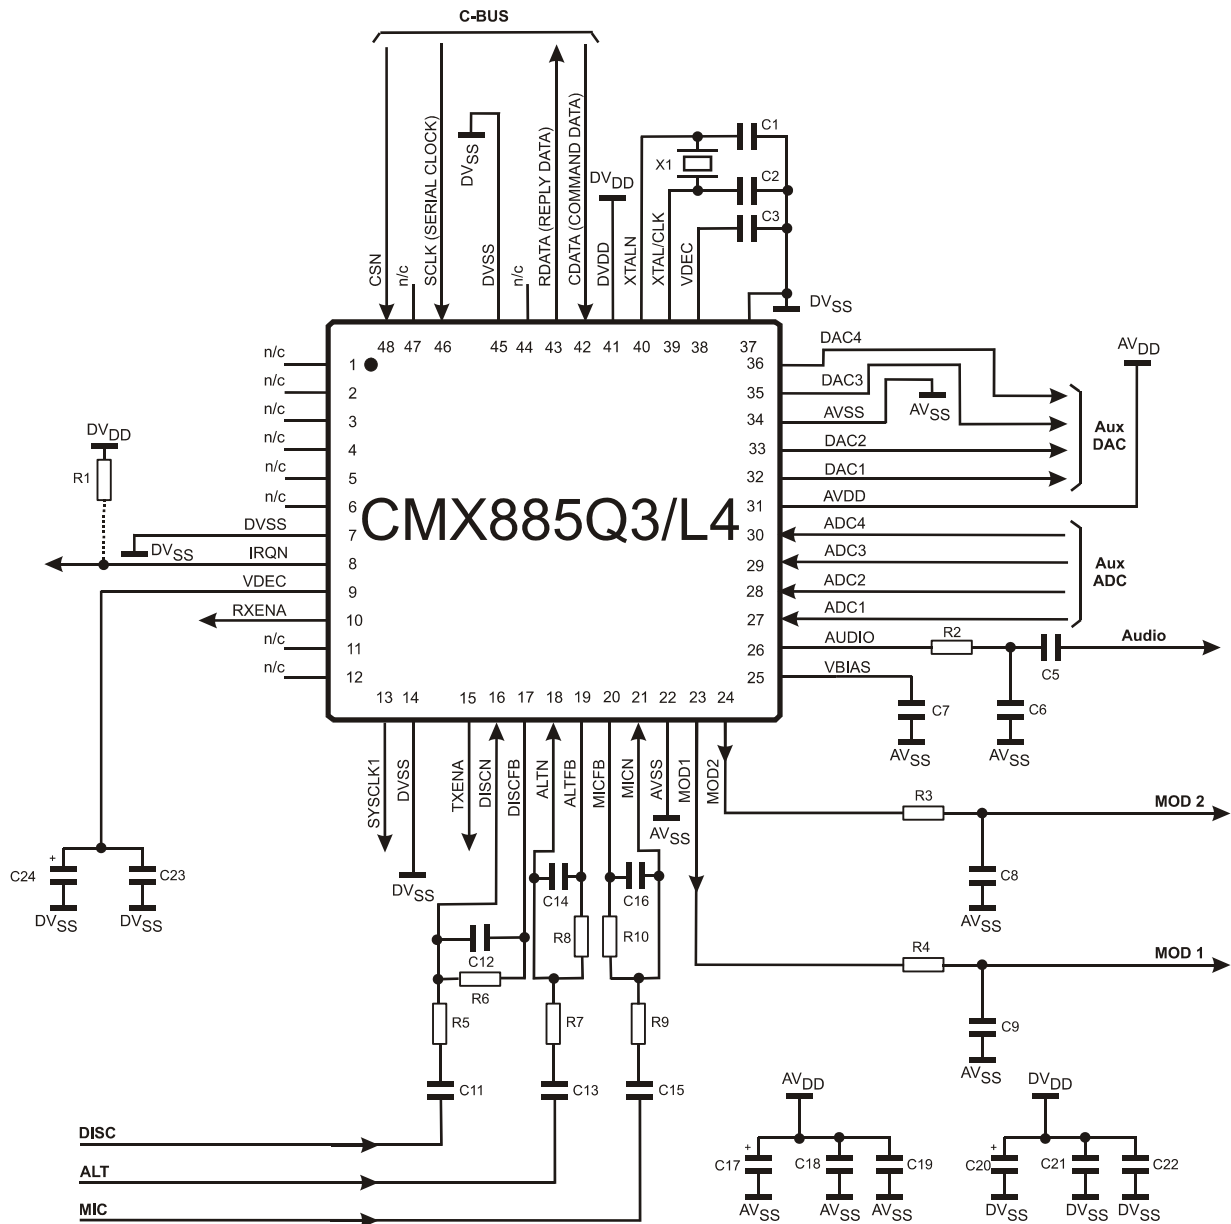 C-BUS
CSN
n/c
SCLK (SERIAL CLOCK)
DVSS
DVSS
n/c
RDATA (REPLY DATA)
CDATA (COMMAND DATA)
DVDD
DVDD
XTALN
XTAL/CLK
VDEC
X1
C1
C2
C3
DVSS
48
47
46
45
44
43
42
41
40
39
38
37
n/c
1
n/c
2
n/c
3
n/c
4
n/c
5
n/c
6
DVSS
7
DVSS
IRQN
8
VDEC
9
RXENA
10
n/c
11
n/c
12
DVDD
R1
CMX885Q3/L4
36
DAC4
35
DAC3
34
AVSS
AVSS
33
DAC2
32
DAC1
31
AVDD
AVDD
Aux
DAC
30
ADC4
29
ADC3
28
ADC2
27
ADC1
Aux
ADC
26
AUDIO
R2
C5
Audio
25
VBIAS
C7
AVSS
C6
AVSS
13
14
15
16
17
18
19
20
21
22
23
24
SYSCLK1
DVSS
TXENA
DISCN
DISCFB
ALTN
ALTFB
MICFB
MICN
AVSS
MOD1
MOD2
AVSS
DVSS
R3
MOD 2
C8
AVSS
R4
MOD 1
C9
AVSS
C24
+
DVSS
C23
DVSS
C14
C16
C12
R8
R10
R6
R5
R7
R9
C11
C13
C15
DISC
ALT
MIC
AVDD
+
C17
C18
C19
AVSS
AVSS
AVSS
DVDD
+
C20
C21
C22
DVSS
DVSS
DVSS